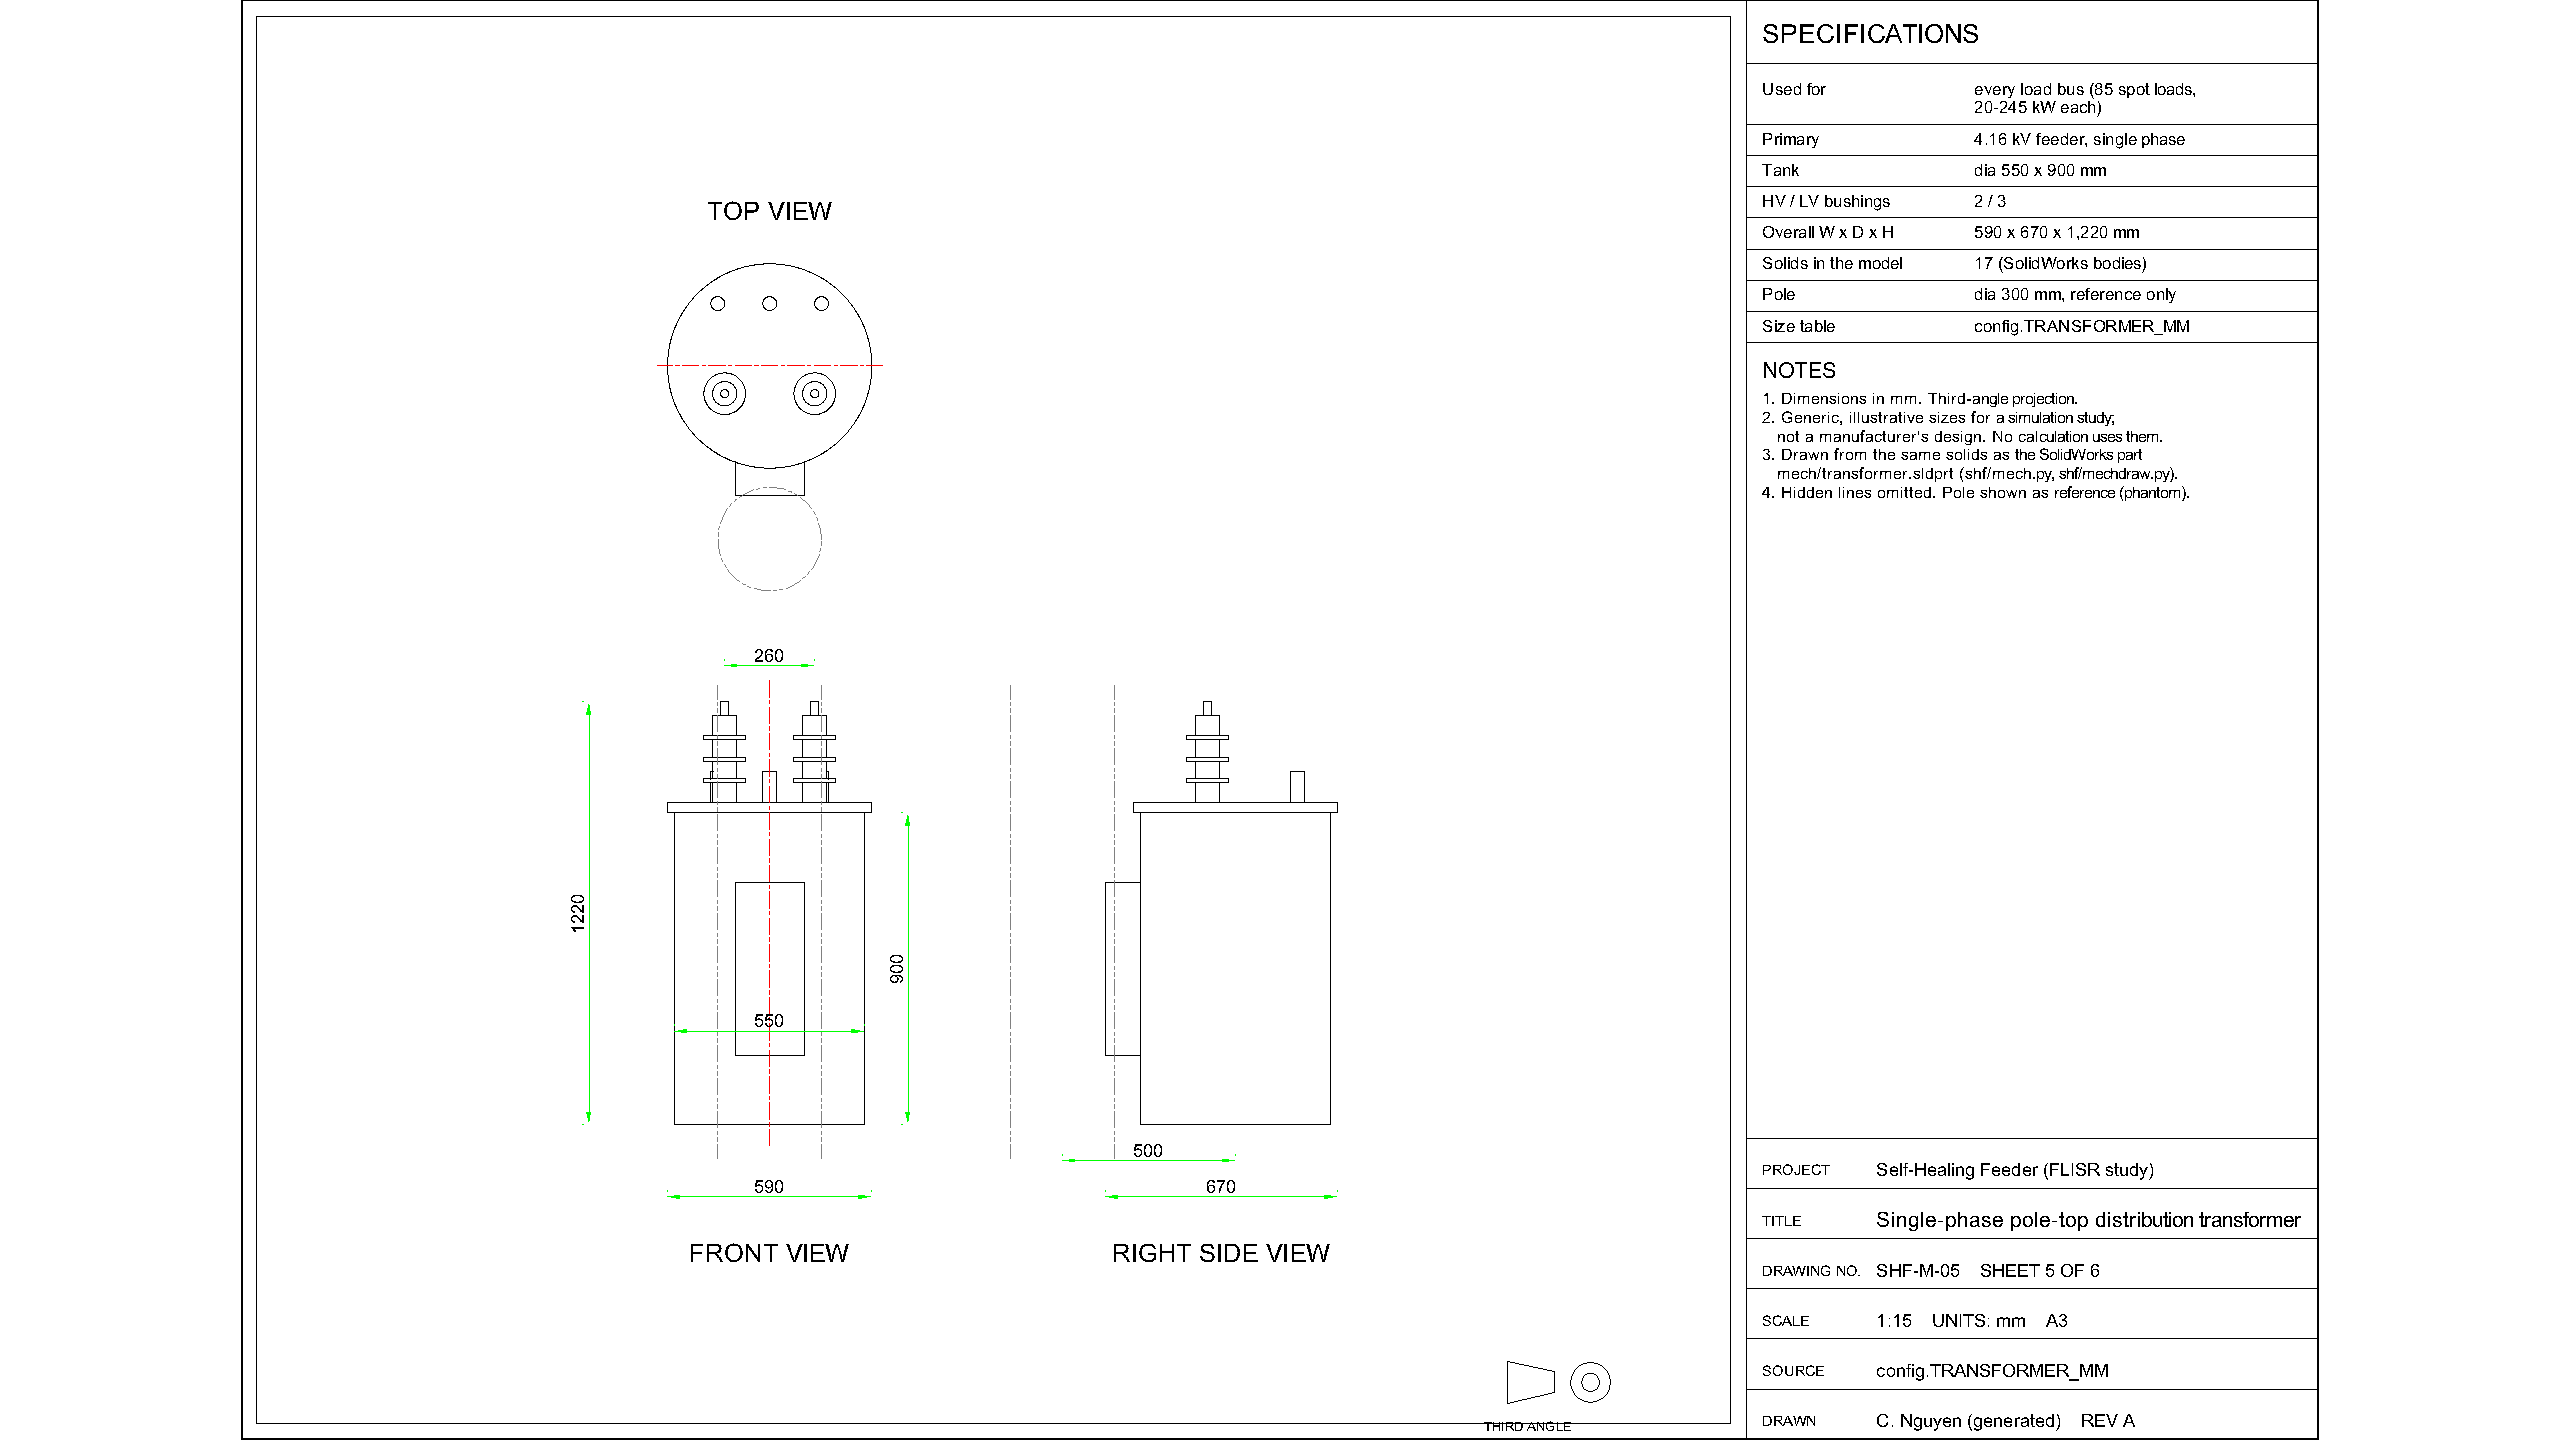 SPECIFICATIONS
Used for every load bus (85 spot loads,
20-245 kW each)
Primary 4.16 kV feeder, single phase
Tank dia 550 x 900 mm
HV / LV bushings 2 / 3
Overall W x D x H 590 x 670 x 1,220 mm
Solids in the model 17 (SolidWorks bodies)
Pole dia 300 mm, reference only
Size table config.TRANSFORMER_MM
NOTES
1. Dimensions in mm. Third-angle projection.
2. Generic, illustrative sizes for a simulation study;
not a manufacturer's design. No calculation uses them.
3. Drawn from the same solids as the SolidWorks part
mech/transformer.sldprt (shf/mech.py, shf/mechdraw.py).
4. Hidden lines omitted. Pole shown as reference (phantom).
TOP VIEW
260
1220
900
550
500
590
670
FRONT VIEW
RIGHT SIDE VIEW
THIRD ANGLE
PROJECT Self-Healing Feeder (FLISR study)
TITLE Single-phase pole-top distribution transformer
DRAWING NO. SHF-M-05 SHEET 5 OF 6
SCALE 1:15 UNITS: mm A3
SOURCE config.TRANSFORMER_MM
DRAWN C. Nguyen (generated) REV A